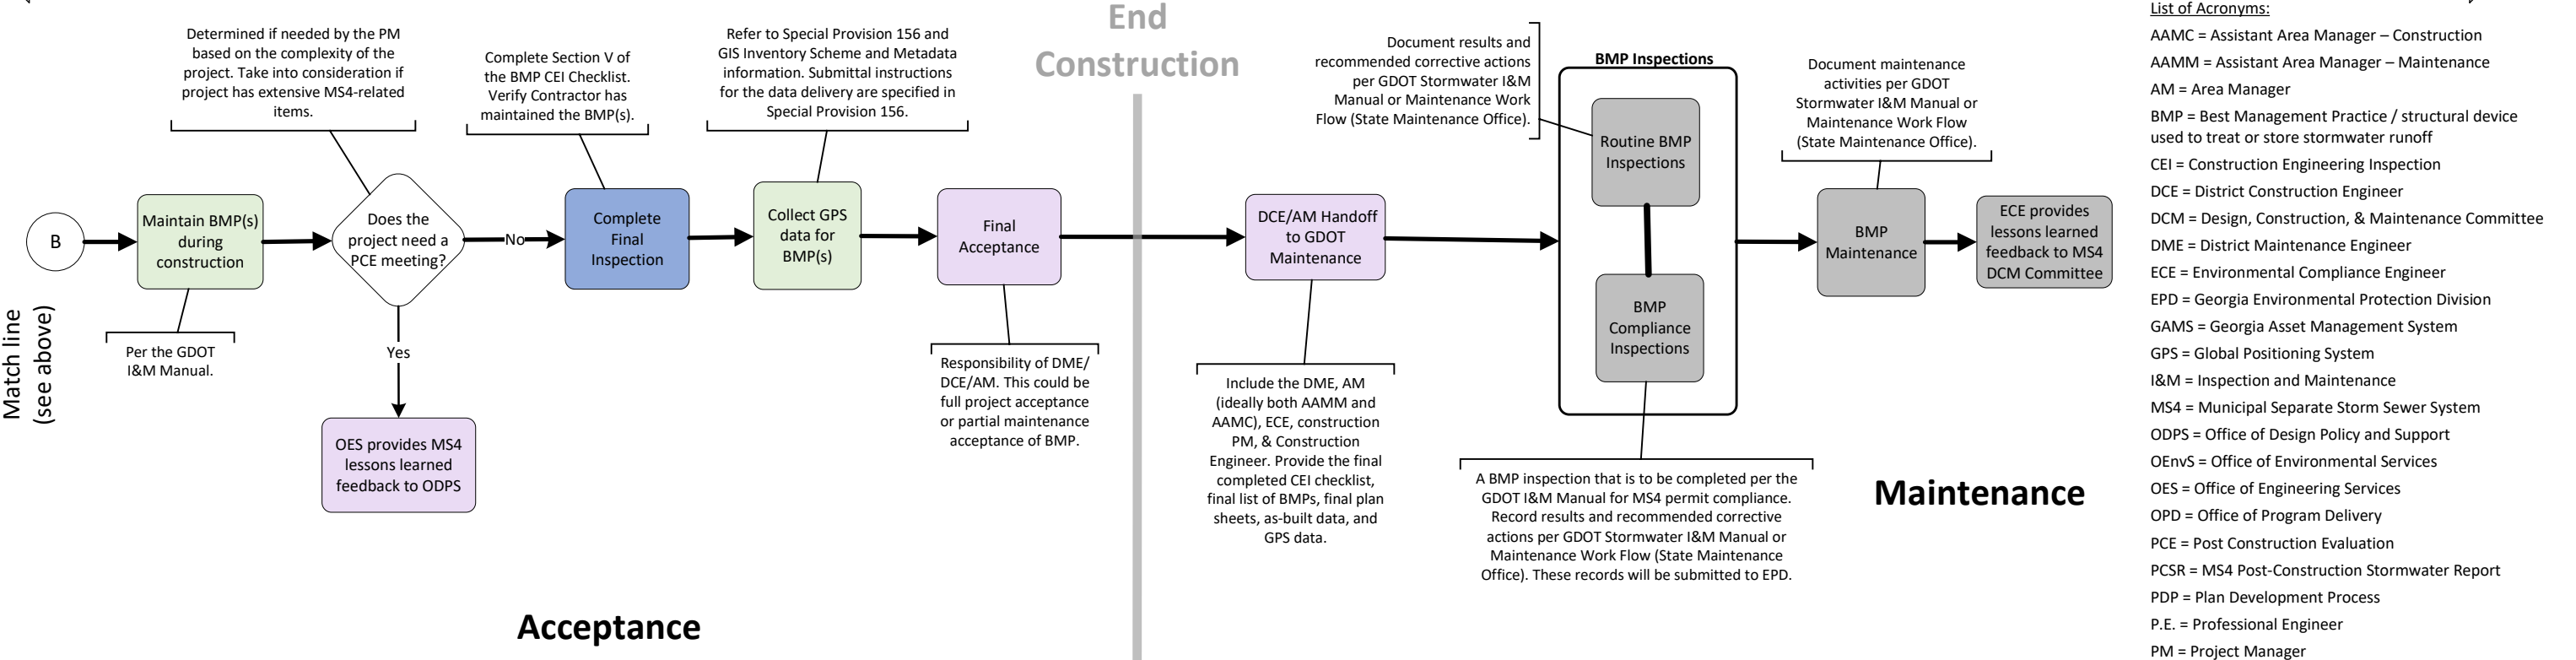 Determined if needed by the PM
based on the complexity of the
project. Take into consideration if
project has extensive MS4-related
items.
Complete Section V of
the BMP CEI Checklist.
Verify Contractor has
maintained the BMP(s).
Refer to Special Provision 156 and
GIS Inventory Scheme and Metadata
information. Submittal instructions
for the data delivery are specified in
Special Provision 156.
End
Construction
Document results and
recommended corrective actions
per GDOT Stormwater I&M
Manual or Maintenance Work
Flow (State Maintenance Office).
BMP Inspections
Document maintenance
activities per GDOT
Stormwater I&M Manual or
Maintenance Work Flow
(State Maintenance Office).
B
Maintain BMP(s)
during
construction
Does the
project need a
PCE meeting?
No
Complete
Final
Inspection
Collect GPS
data for
BMP(s)
Final
Acceptance
DCE/AM Handoff
to GDOT
Maintenance
Routine BMP
Inspections
BMP
Compliance
Inspections
BMP
Maintenance
ECE provides
lessons learned
feedback to MS4
DCM Committee
Match line
(see above)
Per the GDOT
I&M Manual.
Yes
OES provides MS4
lessons learned
feedback to ODPS
Responsibility of DME/
DCE/AM. This could be
full project acceptance
or partial maintenance
acceptance of BMP.
Include the DME, AM
(ideally both AAMM and
AAMC), ECE, construction
PM, & Construction
Engineer. Provide the final
completed CEI checklist,
final list of BMPs, final plan
sheets, as-built data, and
GPS data.
A BMP inspection that is to be completed per the
GDOT I&M Manual for MS4 permit compliance.
Record results and recommended corrective
actions per GDOT Stormwater I&M Manual or
Maintenance Work Flow (State Maintenance
Office). These records will be submitted to EPD.
Acceptance
Maintenance
List of Acronyms:
AAMC = Assistant Area Manager – Construction
AAMM = Assistant Area Manager – Maintenance
AM = Area Manager
BMP = Best Management Practice / structural device
used to treat or store stormwater runoff
CEI = Construction Engineering Inspection
DCE = District Construction Engineer
DCM = Design, Construction, & Maintenance Committee
DME = District Maintenance Engineer
ECE = Environmental Compliance Engineer
EPD = Georgia Environmental Protection Division
GAMS = Georgia Asset Management System
GPS = Global Positioning System
I&M = Inspection and Maintenance
MS4 = Municipal Separate Storm Sewer System
ODPS = Office of Design Policy and Support
OEnvS = Office of Environmental Services
OES = Office of Engineering Services
OPD = Office of Program Delivery
PCE = Post Construction Evaluation
PCSR = MS4 Post-Construction Stormwater Report
PDP = Plan Development Process
P.E. = Professional Engineer
PM = Project Manager